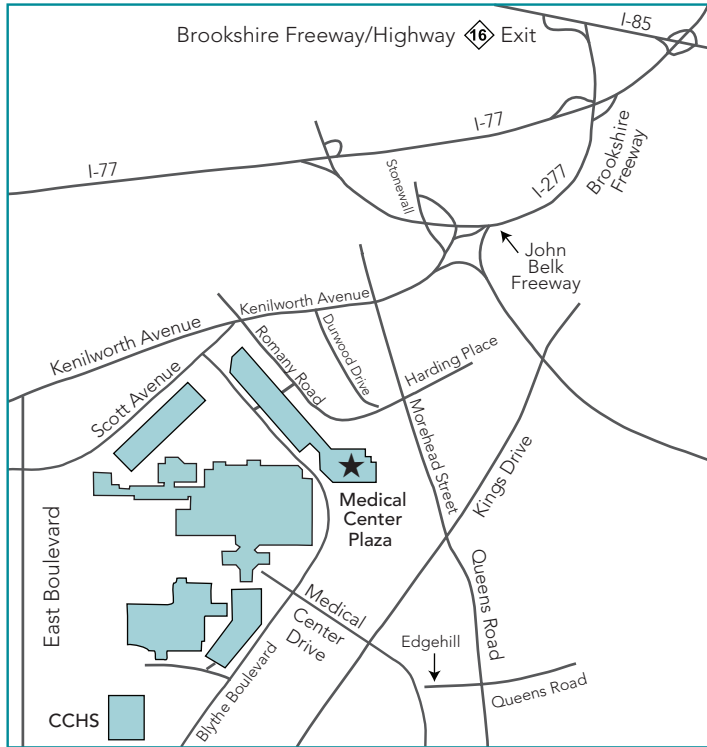 I-85
Brookshire Freeway/Highway 16 Exit
I-77
I-77
Brookshire
Freeway
Stonewall
I-277
John
Belk
Freeway
Kenilworth Avenue
Kenilworth Avenue
Romany Road
Durwood Drive
Harding Place
Scott Avenue
Morehead Street
Kings Drive
Medical
Center
Plaza
East Boulevard
Medical
Center
Drive
Edgehill
Queens Road
Queens Road
Blythe Boulevard
CCHS